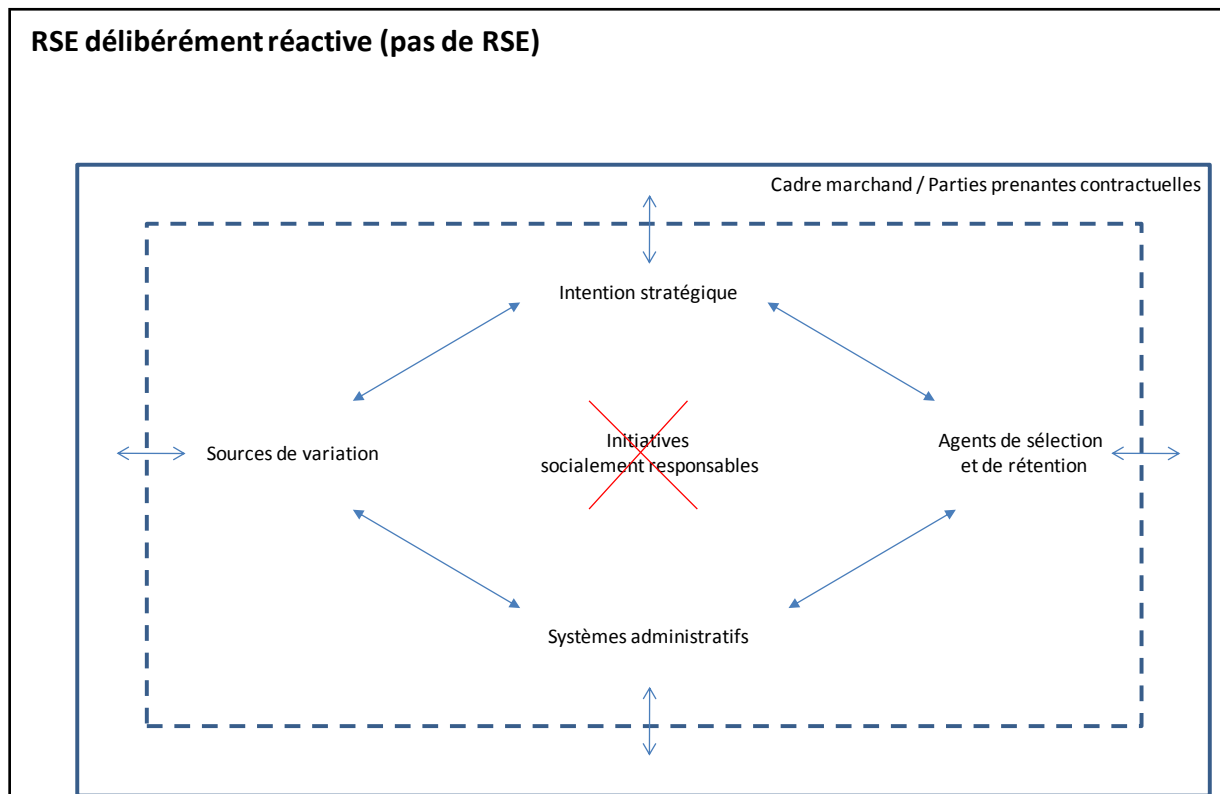 RSE délibérément réactive (pas de RSE)
Cadre marchand / Parties prenantes contractuelles
Intention stratégique
Sources de variation
Initiatives
socialement responsables
Agents de sélection
et de rétention
Systèmes administratifs